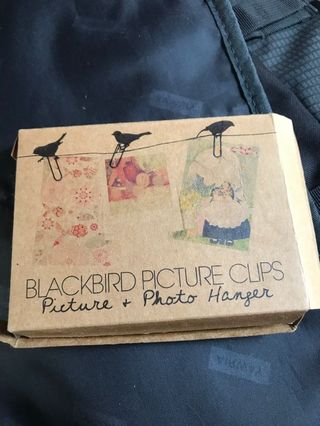 BLACKBIRD PICTURE CLIPS
Picture + Photo Hanger